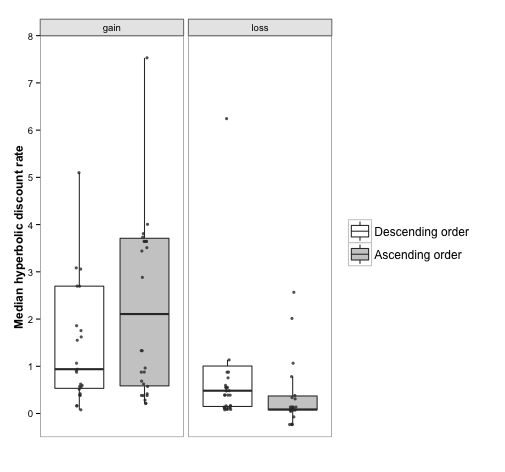 gain
loss
8
7
6
5
4
3
2
1
0
Median hyperbolic discount rate
Descending order
Ascending order